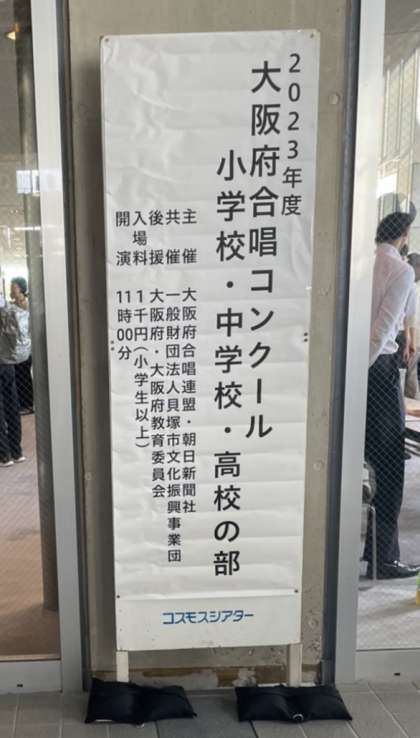 2023年度
大阪府合唱コンクール
小学校・中学校・高校の部
主催 大阪府合唱連盟・朝日新聞社
共催 一般財団法人貝塚市文化振興事業団
後援 大阪府・大阪府教育委員会
入場料 1千円(小学生以上)
開演 11時00分
コスモスシアター